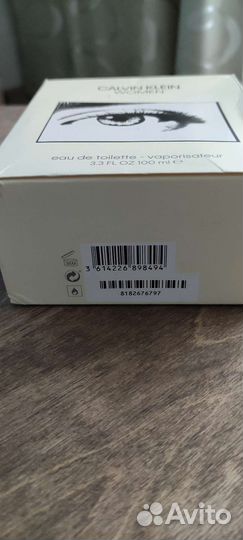 CALVIN KLEIN
WOMEN
eau de toilette - vaporisateur
3.3 FL OZ 100 ml ℮
3 614226 898494
8182676797
Avito